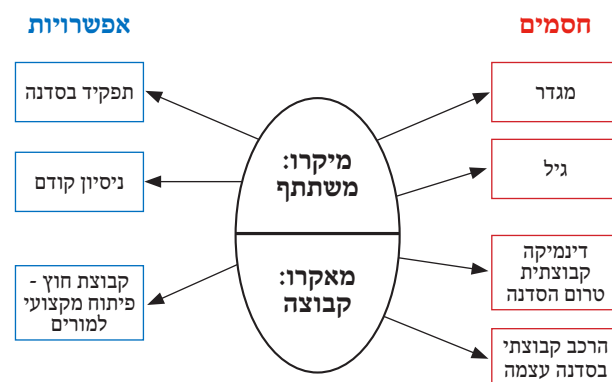 חסמים
מגדר
גיל
דינמיקה
קבוצתית
טרום הסדנה
הרכב קבוצתי
בסדנה עצמה
מיקרו:
משתתף
מאקרו:
קבוצה
אפשרויות
תפקיד בסדנה
ניסיון קודם
קבוצת חוץ -
פיתוח מקצועי
למורים